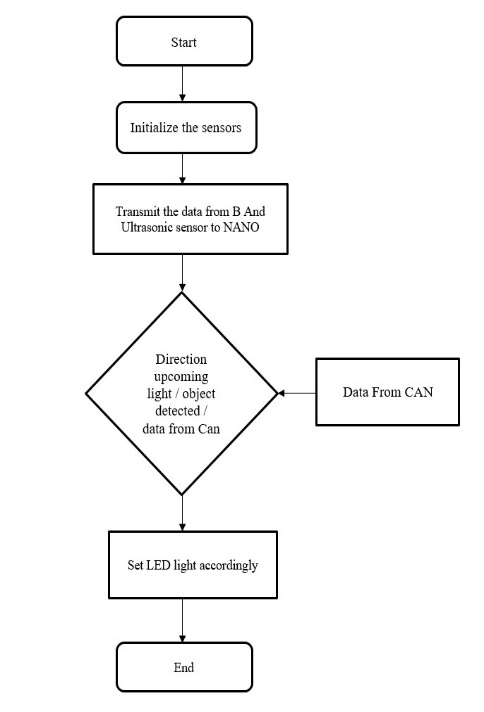 Start
Initialize the sensors
Transmit the data from B And
Ultrasonic sensor to NANO
Direction
upcoming
light / object
detected /
data from Can
Data From CAN
Set LED light accordingly
End